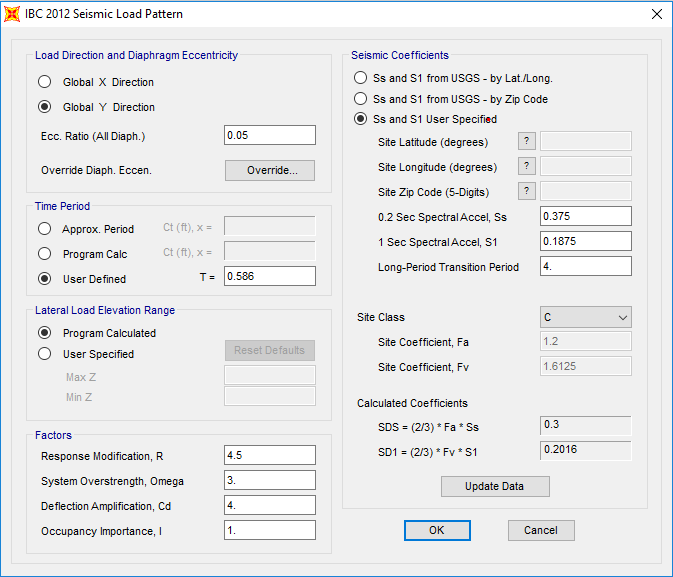 IBC 2012 Seismic Load Pattern
Load Direction and Diaphragm Eccentricity
Global X Direction
Global Y Direction
Ecc. Ratio (All Diaph.) 0.05
Override Diaph. Eccen. Override...
Time Period
Approx. Period Ct (ft), x =
Program Calc Ct (ft), x =
User Defined T = 0.586
Lateral Load Elevation Range
Program Calculated
User Specified Reset Defaults
Max Z
Min Z
Factors
Response Modification, R 4.5
System Overstrength, Omega 3.
Deflection Amplification, Cd 4.
Occupancy Importance, I 1.
Seismic Coefficients
Ss and S1 from USGS - by Lat./Long.
Ss and S1 from USGS - by Zip Code
Ss and S1 User Specified
Site Latitude (degrees) ?
Site Longitude (degrees) ?
Site Zip Code (5-Digits) ?
0.2 Sec Spectral Accel, Ss 0.375
1 Sec Spectral Accel, S1 0.1875
Long-Period Transition Period 4.
Site Class C
Site Coefficient, Fa 1.2
Site Coefficient, Fv 1.6125
Calculated Coefficients
SDS = (2/3) * Fa * Ss 0.3
SD1 = (2/3) * Fv * S1 0.2016
Update Data
OK Cancel